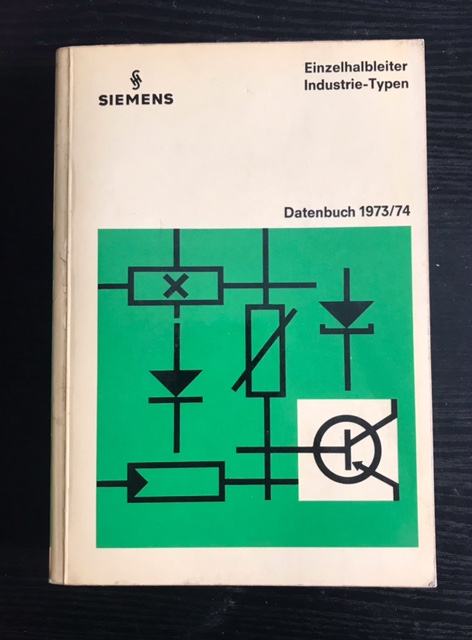 SIEMENS
Einzelhalbleiter
Industrie-Typen
Datenbuch 1973/74